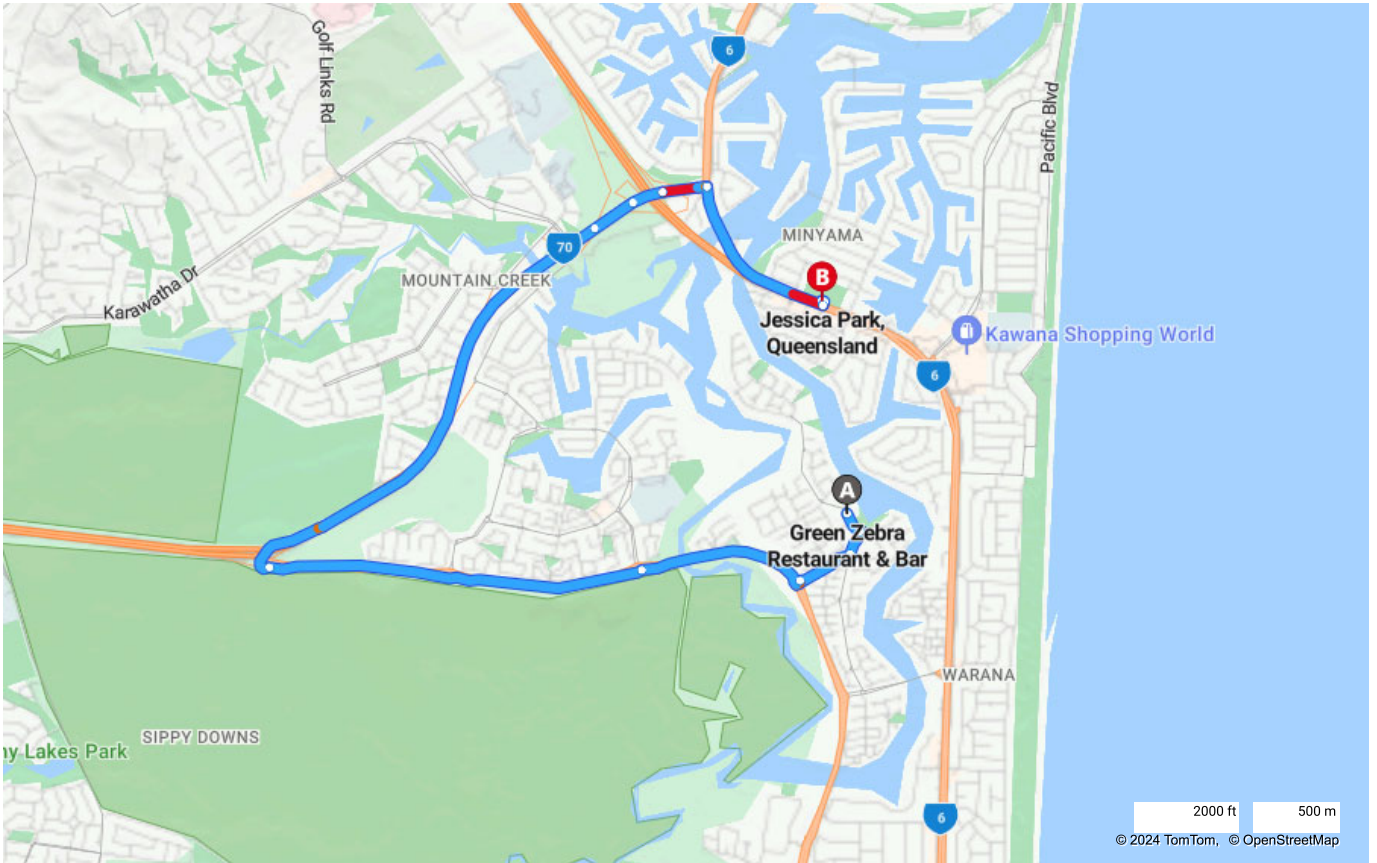 Golf Links Rd
6
Pacific Blvd
70
MINYAMA
MOUNTAIN CREEK
B
Karawatha Dr
Jessica Park,
Queensland
Kawana Shopping World
6
A
Green Zebra
Restaurant & Bar
WARANA
SIPPY DOWNS
ny Lakes Park
6
2000 ft
500 m
© 2024 TomTom, © OpenStreetMap